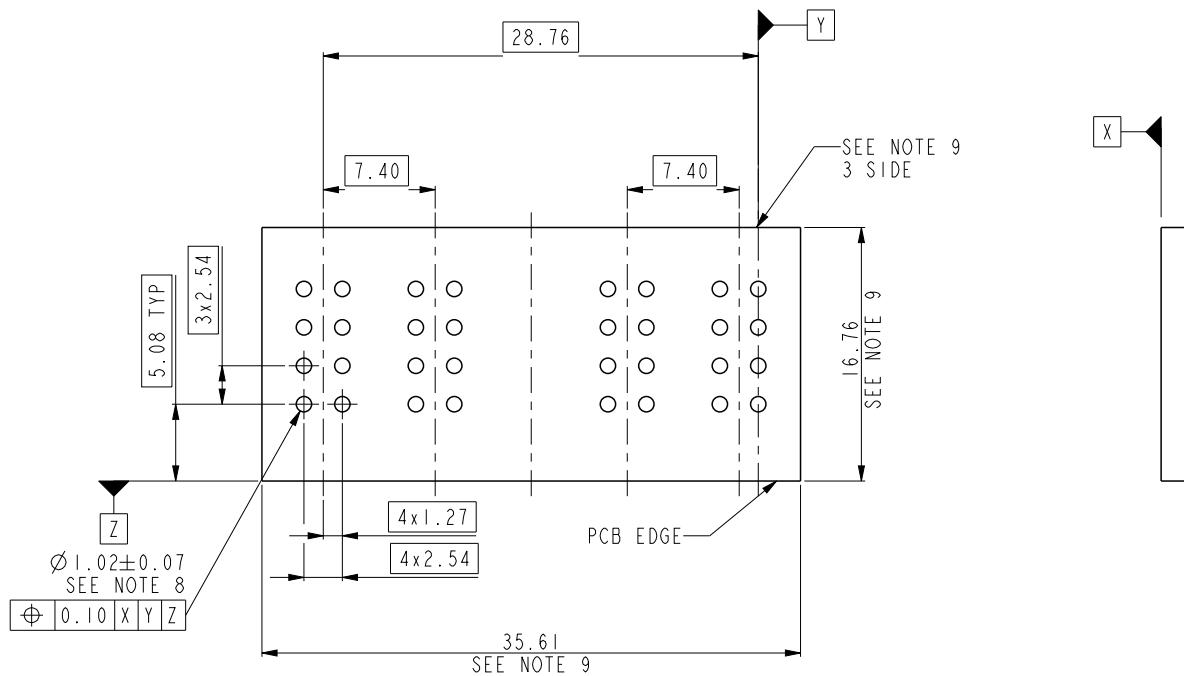 28.76
Y
X
SEE NOTE 9
3 SIDE
7.40
7.40
3x2.54
5.08 TYP
16.76
SEE NOTE 9
4x1.27
Z
PCB EDGE
4x2.54
Ø1.02±0.07
SEE NOTE 8
⌖ 0.10 X Y Z
35.61
SEE NOTE 9